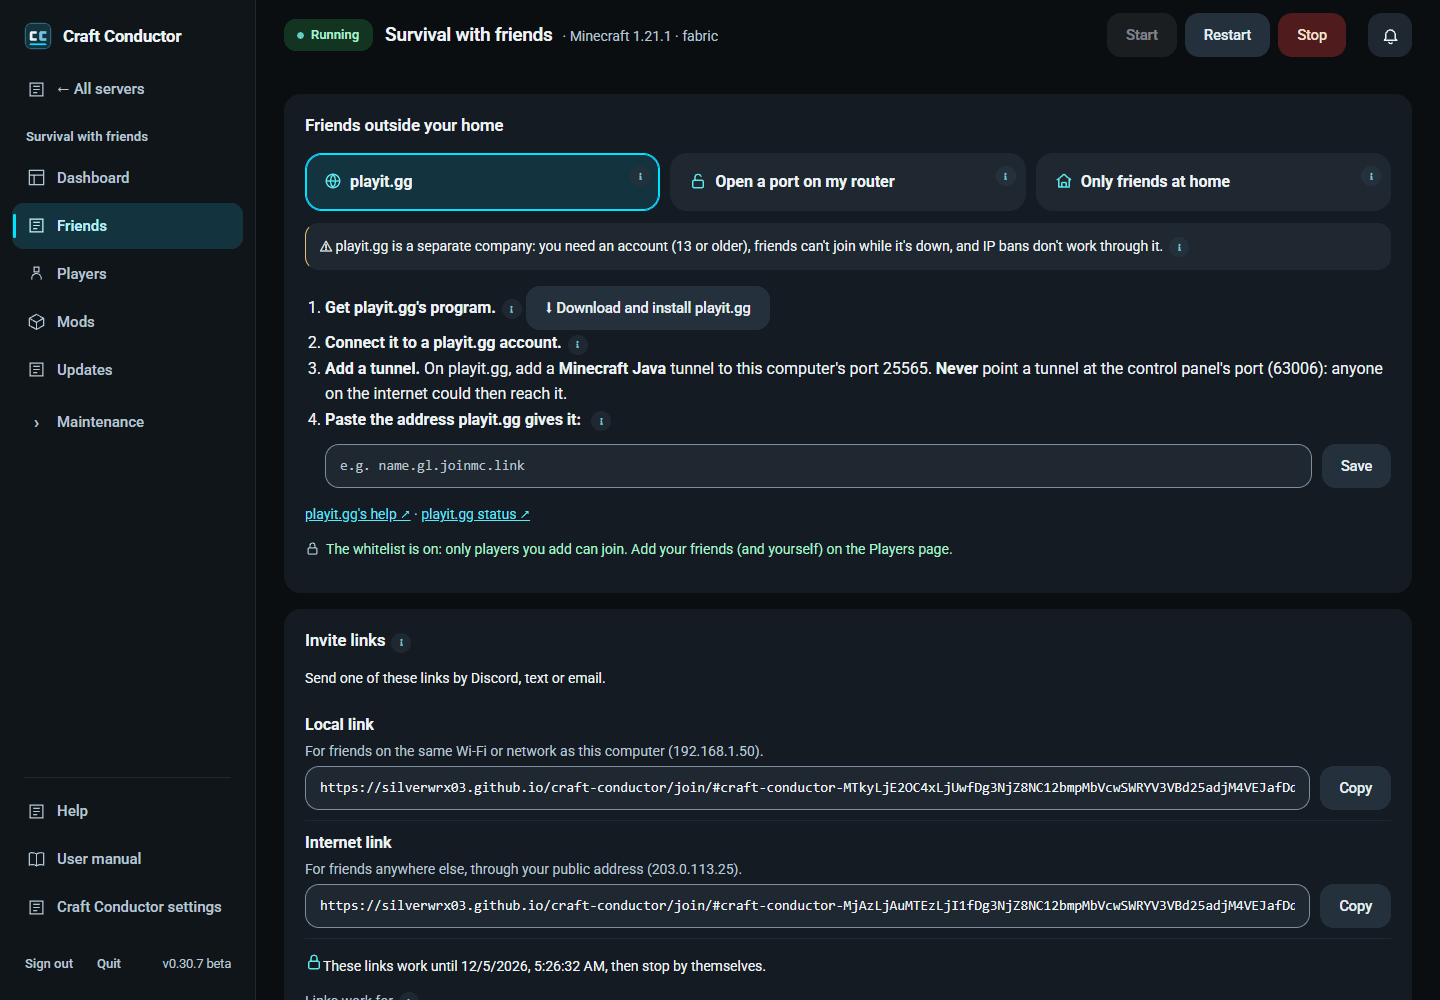 Craft Conductor
← All servers
Survival with friends
Dashboard
Friends
Players
Mods
Updates
› Maintenance
Help
User manual
Craft Conductor settings
Sign out Quit v0.30.7 beta
Running Survival with friends · Minecraft 1.21.1 · fabric
Start Restart Stop
Friends outside your home
playit.gg
Open a port on my router
Only friends at home
⚠ playit.gg is a separate company: you need an account (13 or older), friends can't join while it's down, and IP bans don't work through it.
1. Get playit.gg's program. ⬇ Download and install playit.gg
2. Connect it to a playit.gg account.
3. Add a tunnel. On playit.gg, add a Minecraft Java tunnel to this computer's port 25565. Never point a tunnel at the control panel's port (63006): anyone
on the internet could then reach it.
4. Paste the address playit.gg gives it:
e.g. name.gl.joinmc.link
Save
playit.gg's help ↗ · playit.gg status ↗
The whitelist is on: only players you add can join. Add your friends (and yourself) on the Players page.
Invite links
Send one of these links by Discord, text or email.
Local link
For friends on the same Wi-Fi or network as this computer (192.168.1.50).
https://silverwrx03.github.io/craft-conductor/join/#craft-conductor-MTkyLjE2OC4xLjUwfDg3NjZ8NC12bmpMbVcwSWRYV3VBd25adjM4VEJafDd
Copy
Internet link
For friends anywhere else, through your public address (203.0.113.25).
https://silverwrx03.github.io/craft-conductor/join/#craft-conductor-MjAzLjAuMTEzLjI1fDg3NjZ8NC12bmpMbVcwSWRYV3VBd25adjM4VEJafDd
Copy
These links work until 12/5/2026, 5:26:32 AM, then stop by themselves.
Links work for